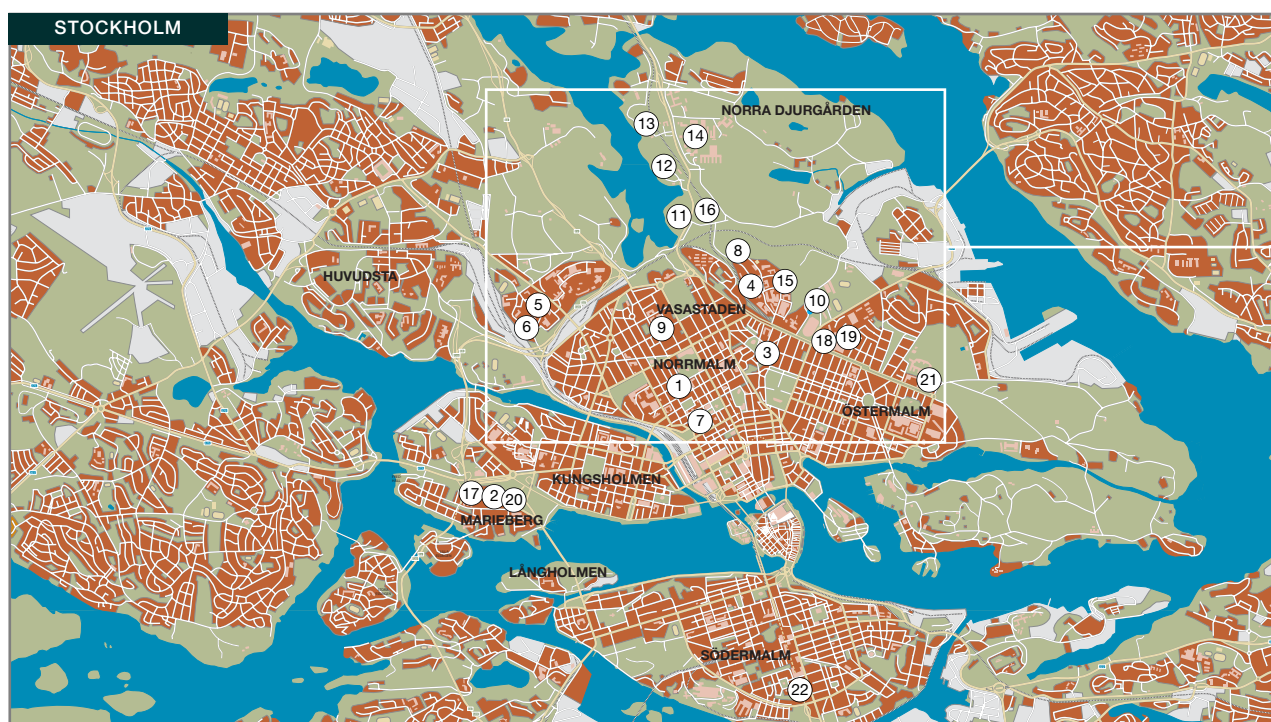 STOCKHOLM
NORRA DJURGÅRDEN
13
14
12
11
16
8
HUVUDSTA
4
15
5
10
VASASTADEN
6
9
18
19
3
NORRMALM
1
21
ÖSTERMALM
7
KUNGSHOLMEN
17
2
20
MARIEBERG
LÅNGHOLMEN
SÖDERMALM
22